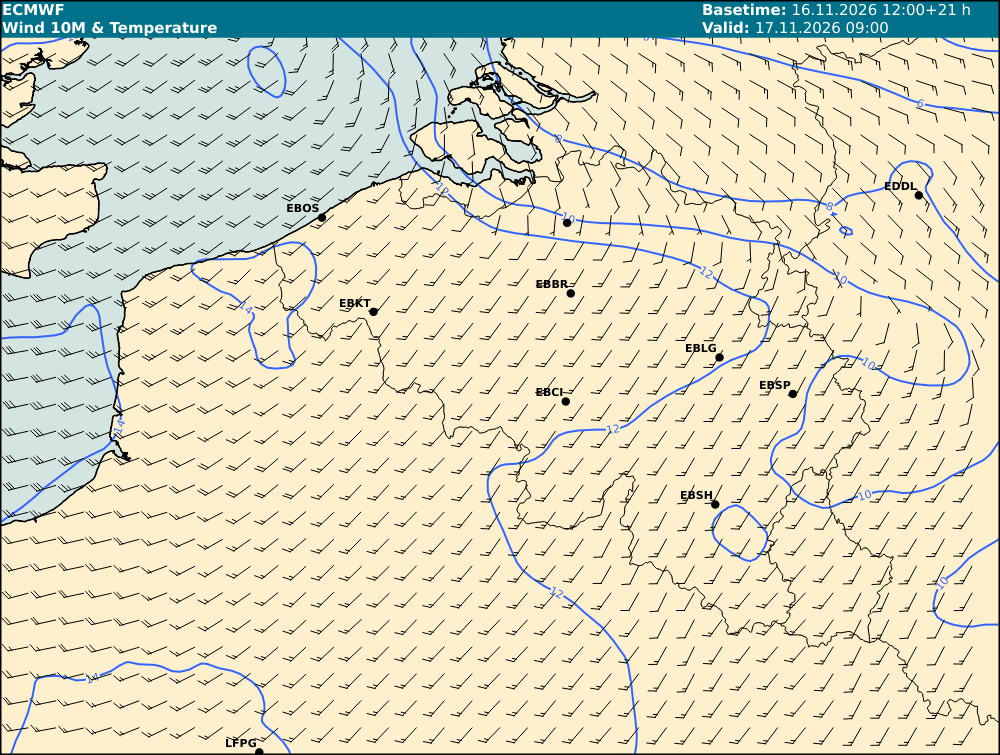 ECMWF
Basetime: 16.11.2026 12:00+21 h
Wind 10M & Temperature
Valid: 17.11.2026 09:00
6
8
EDDL
12
8
EBOS
10
12
10
EBBR
EBKT
14
EBLG
10
EBSP
EBCI
14
12
EBSH
10
10
12
14
LFPG